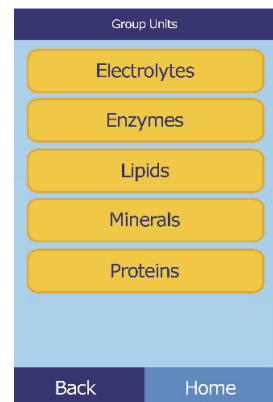 Group Units
Electrolytes
Enzymes
Lipids
Minerals
Proteins
Back Home